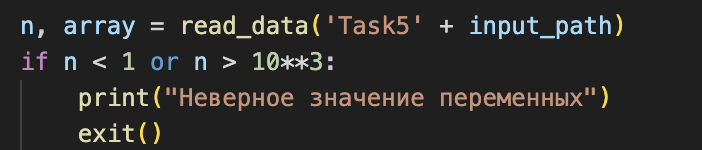 n, array = read_data('Task5' + input_path)
if n < 1 or n > 10**3:
    print("Неверное значение переменных")
    exit()